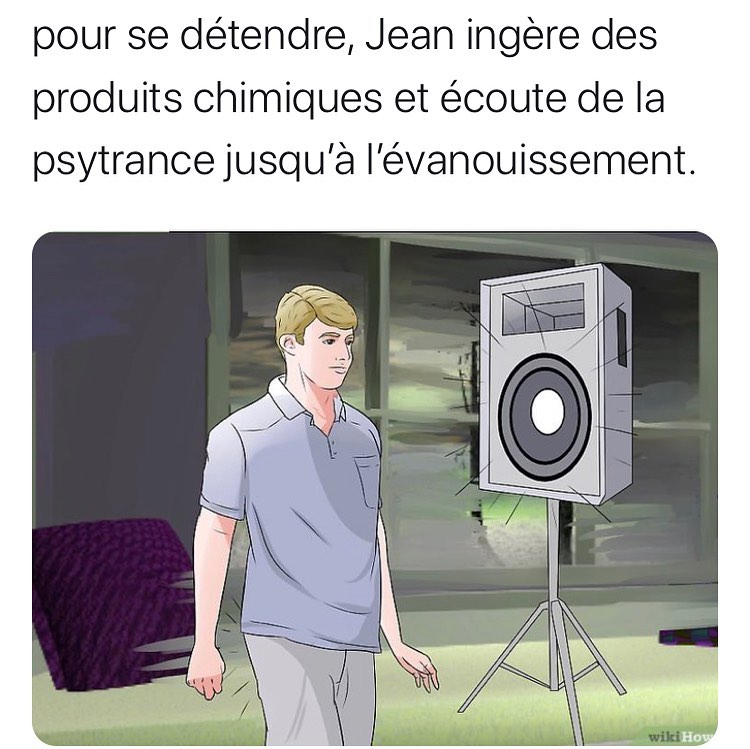 pour se détendre, Jean ingère des
produits chimiques et écoute de la
psytrance jusqu’à l’évanouissement.
wikiHow